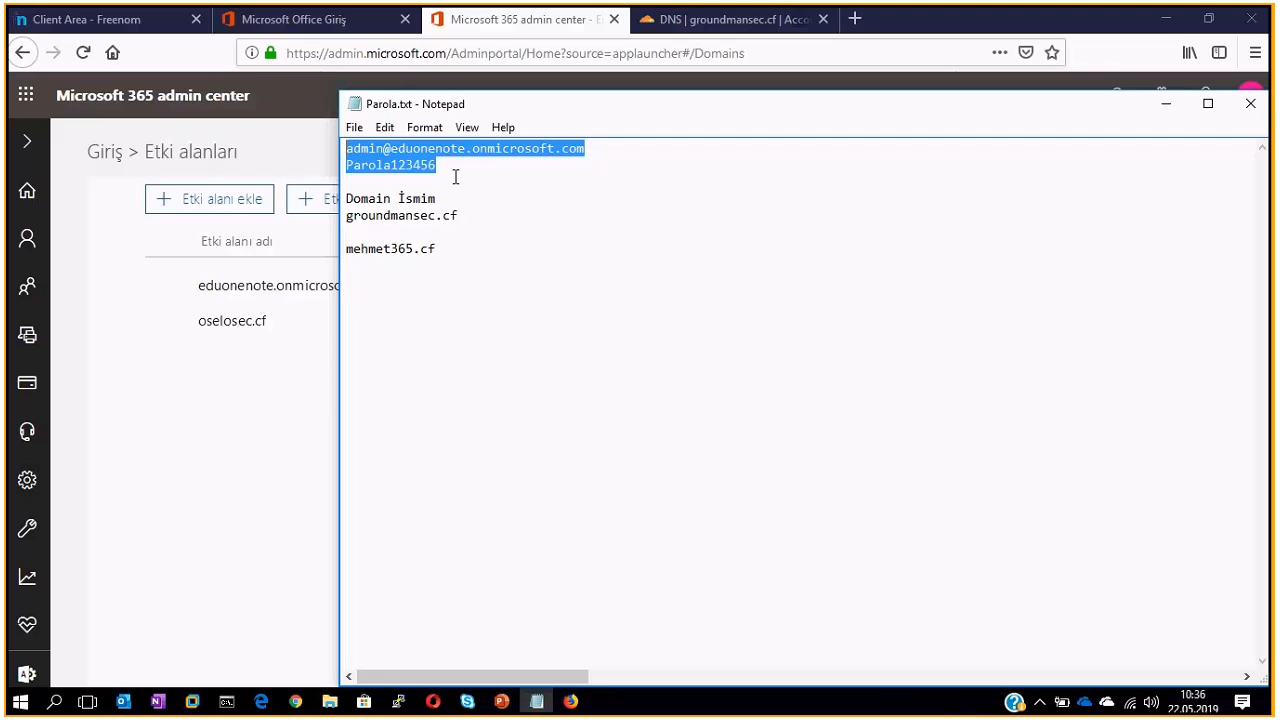 Client Area - Freenom
Microsoft Office Giriş
Microsoft 365 admin center - E
DNS | groundmansec.cf | Acco
https://admin.microsoft.com/Adminportal/Home?source=applauncher#/Domains
Microsoft 365 admin center
Parola.txt - Notepad
File Edit Format View Help
admin@eduonenote.onmicrosoft.com
Parola123456
Domain İsmim
groundmansec.cf
mehmet365.cf
Giriş > Etki alanları
Etki alanı ekle
Et
Etki alanı adı
eduonenote.onmicroso
oselosec.cf
10:36
22.05.2019